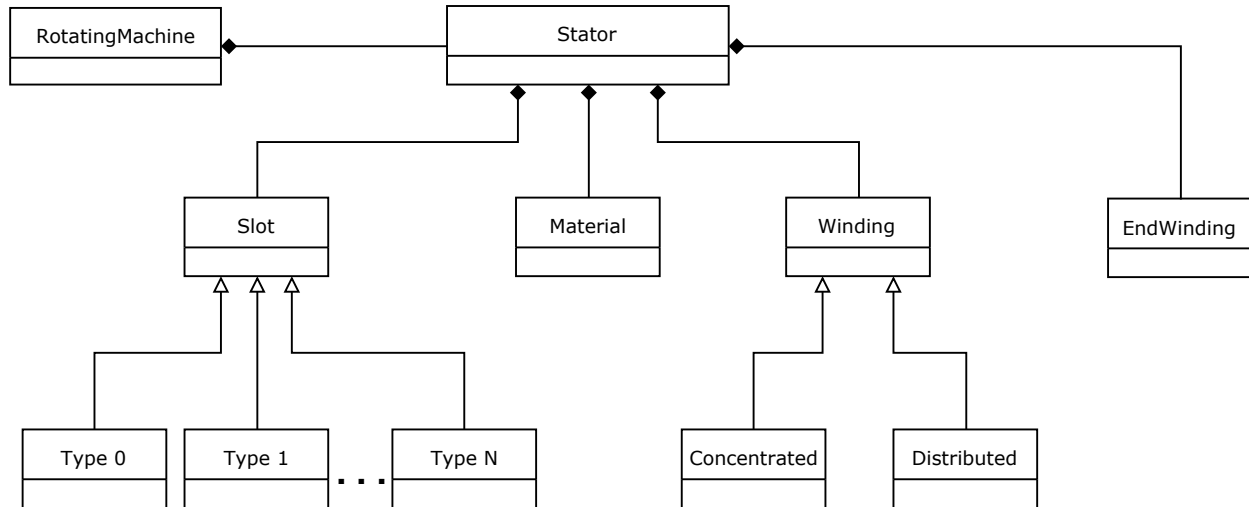 RotatingMachine
Stator
Slot
Material
Winding
EndWinding
Type 0
Type 1
. . .
Type N
Concentrated
Distributed